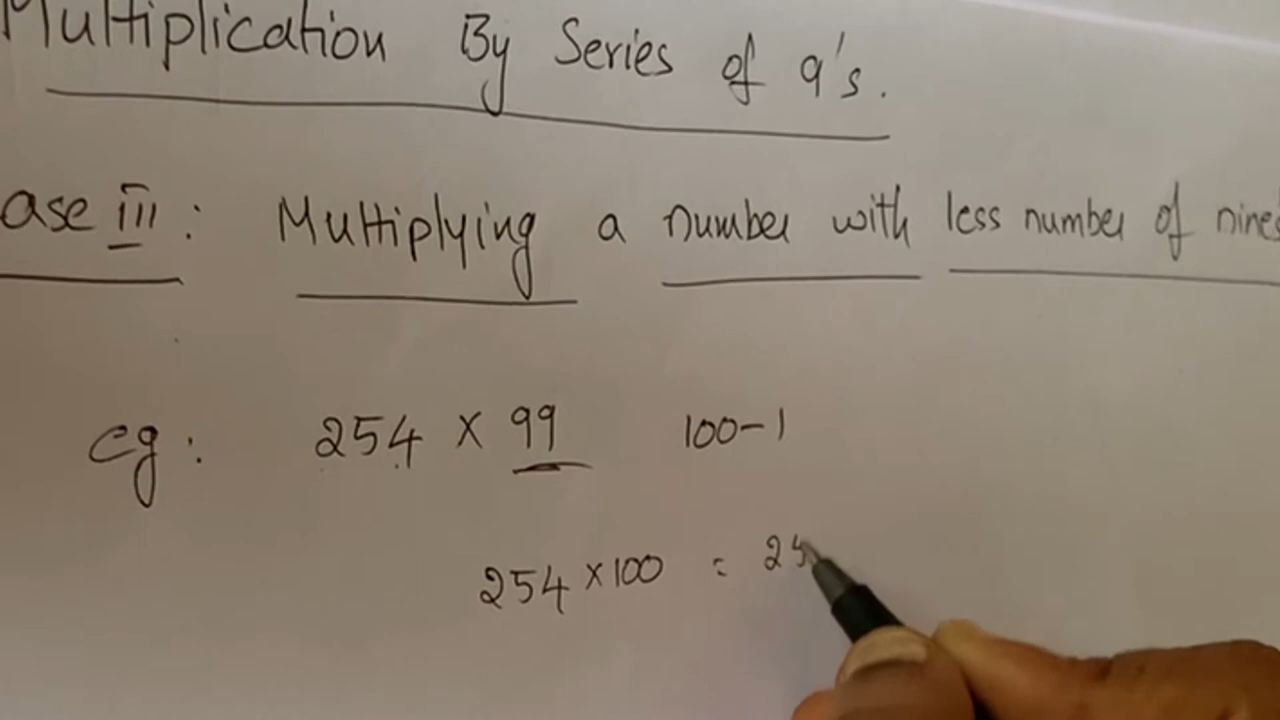 Multiplication By Series of 9's.
ase III : Multiplying a number with less number of nines
eg : 254 × 99 100-1
254 × 100 = 25